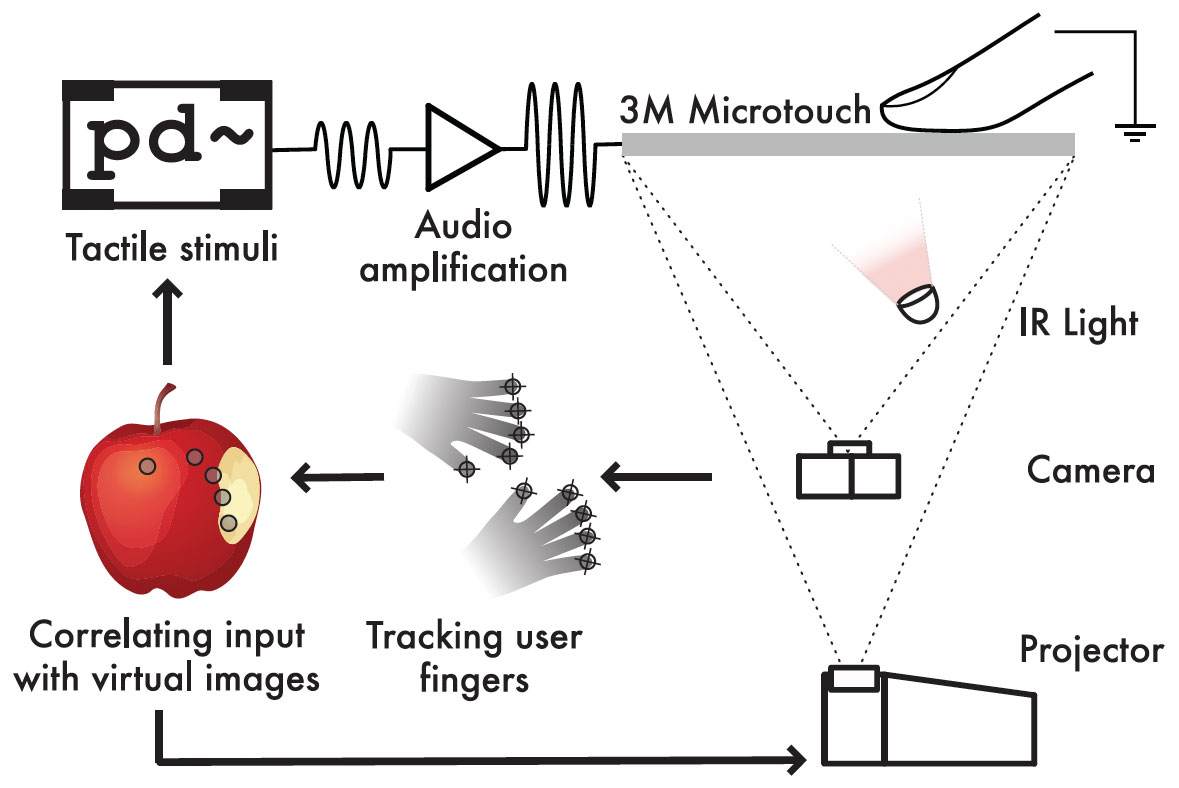 3M Microtouch
pd~
Audio
amplification
Tactile stimuli
IR Light
Camera
Correlating input
with virtual images
Tracking user
fingers
Projector